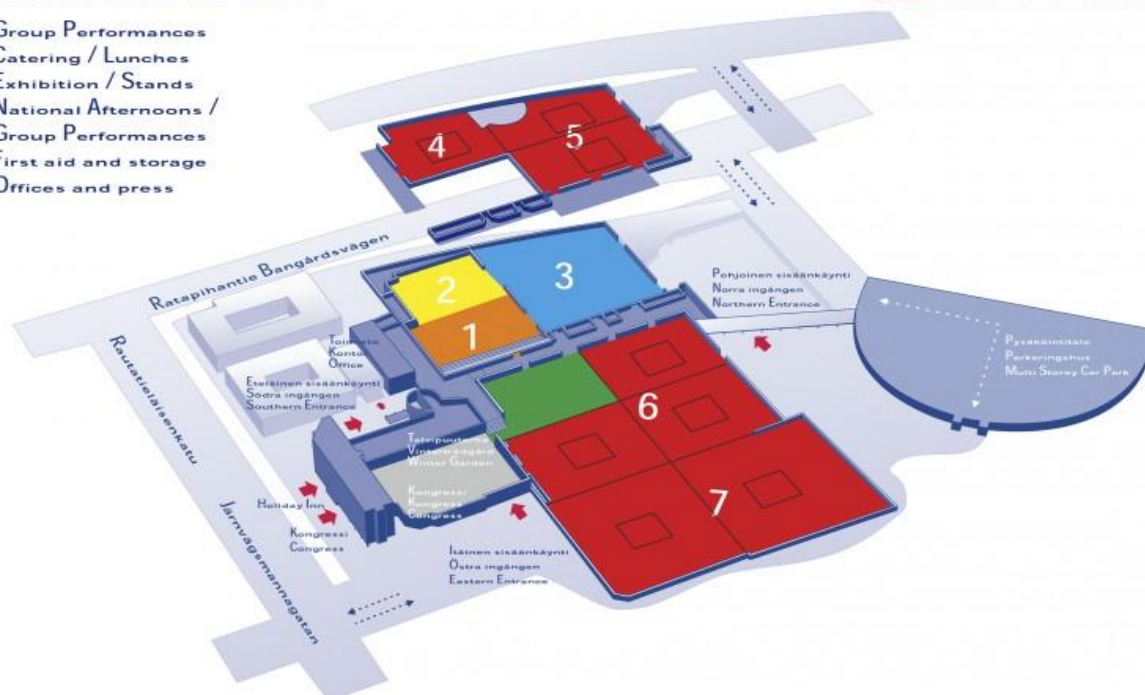 Group Performances
Catering / Lunches
Exhibition / Stands
National Afternoons /
Group Performances
First aid and storage
Offices and press
4
5
Ratapihantie Bangårdsvägen
2
3
1
Pohjoinen sisäänkäynti
Norra ingången
Northern Entrance
Pysäköintitalo
Parkeringshus
Multi Storey Car Park
Toimisto
Kontor
Office
Eteläinen sisäänkäynti
Södra ingången
Southern Entrance
Rautatieläisenkatu
6
Talvipuutarha
Vinterträdgård
Winter Garden
7
Kongressi
Kongress
Congress
Holiday Inn
Kongressi
Congress
Itäinen sisäänkäynti
Östra ingången
Eastern Entrance
Järnvägsmannagatan